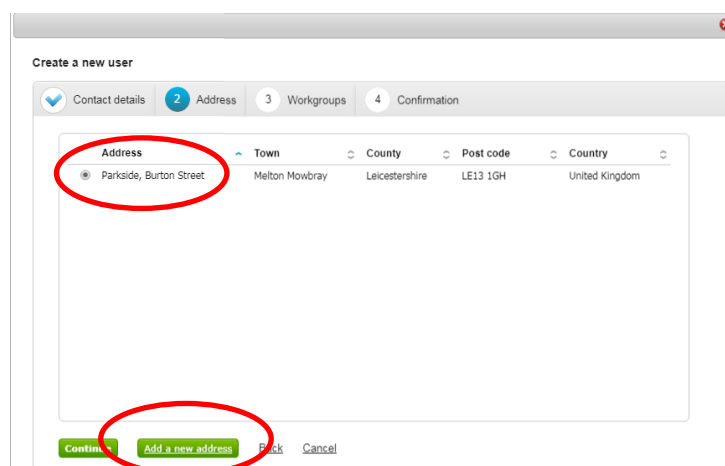 Create a new user
Contact details 2 Address 3 Workgroups 4 Confirmation
Address Town County Post code Country
Parkside, Burton Street Melton Mowbray Leicestershire LE13 1GH United Kingdom
Continue Add a new address Back Cancel